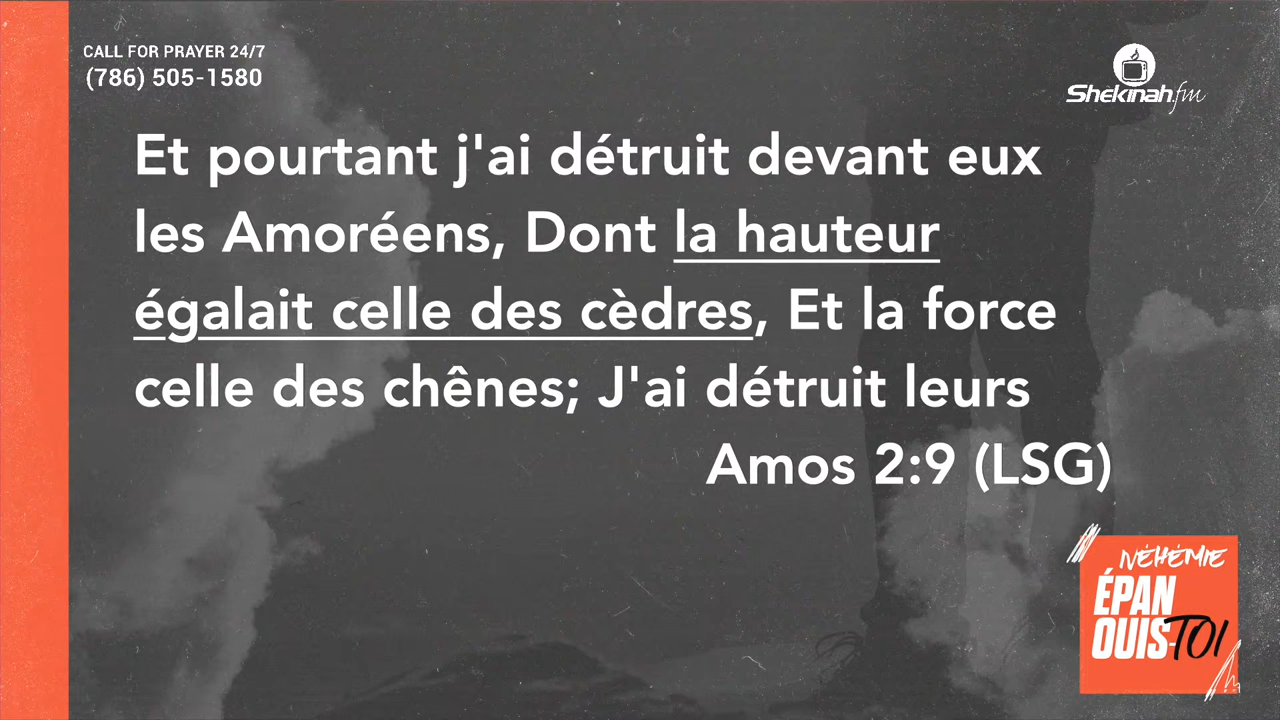 CALL FOR PRAYER 24/7
(786) 505-1580
Shekinah.fm
Et pourtant j'ai détruit devant eux
les Amoréens, Dont la hauteur
égalait celle des cèdres, Et la force
celle des chênes; J'ai détruit leurs
Amos 2:9 (LSG)
NÉHÉMIE
ÉPAN
OUIS-TOI